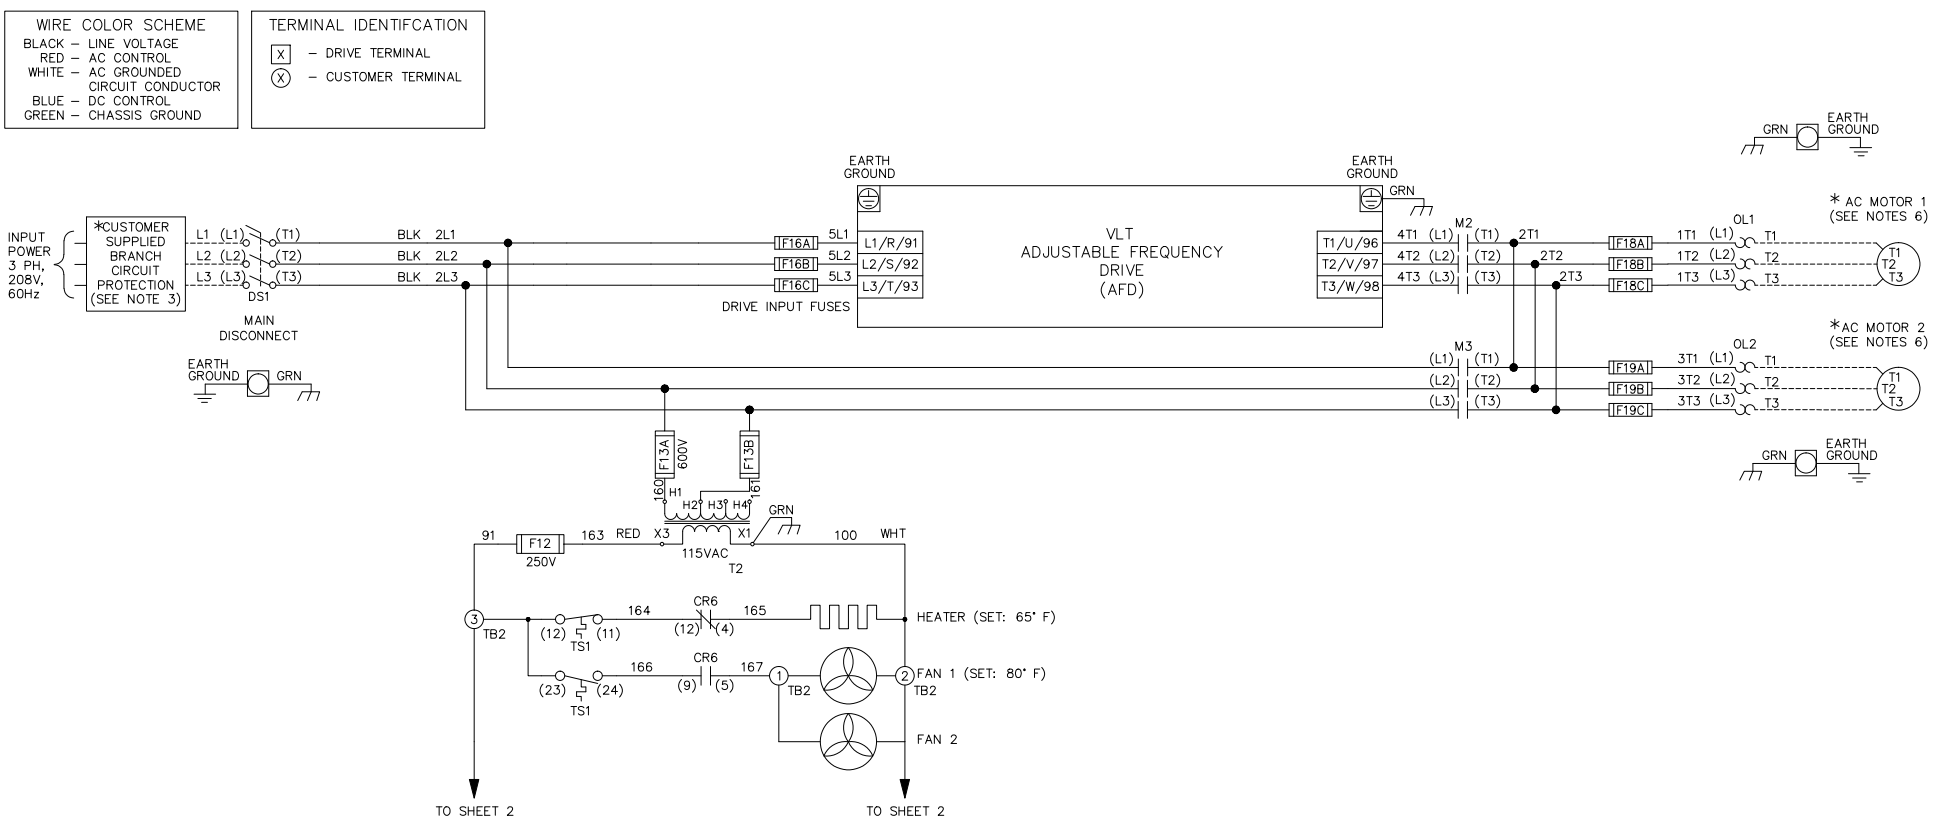 WIRE COLOR SCHEME
BLACK – LINE VOLTAGE
RED – AC CONTROL
WHITE – AC GROUNDED
CIRCUIT CONDUCTOR
BLUE – DC CONTROL
GREEN – CHASSIS GROUND
TERMINAL IDENTIFCATION
X – DRIVE TERMINAL
X – CUSTOMER TERMINAL
INPUT
POWER
3 PH,
208V,
60Hz
*CUSTOMER
SUPPLIED
BRANCH
CIRCUIT
PROTECTION
(SEE NOTE 3)
L1 (L1) (T1)
L2 (L2) (T2)
L3 (L3) (T3)
DS1
MAIN
DISCONNECT
EARTH
GROUND
GRN
BLK 2L1
BLK 2L2
BLK 2L3
F16A 5L1
F16B 5L2
F16C 5L3
DRIVE INPUT FUSES
EARTH
GROUND
L1/R/91
L2/S/92
L3/T/93
VLT
ADJUSTABLE FREQUENCY
DRIVE
(AFD)
EARTH
GROUND
GRN
T1/U/96
T2/V/97
T3/W/98
M2
4T1 (L1) (T1) 2T1
4T2 (L2) (T2) 2T2
4T3 (L3) (T3) 2T3
F18A
F18B
F18C
OL1
1T1 (L1) T1
1T2 (L2) T2
1T3 (L3) T3
GRN
EARTH
GROUND
* AC MOTOR 1
(SEE NOTES 6)
T1
T2
T3
M3
(L1) (T1)
(L2) (T2)
(L3) (T3)
F19A
F19B
F19C
OL2
3T1 (L1) T1
3T2 (L2) T2
3T3 (L3) T3
*AC MOTOR 2
(SEE NOTES 6)
T1
T2
T3
GRN
EARTH
GROUND
F13A
600V
F13B
160
161
H1
H2 H3 H4
GRN
X3
X1
115VAC
T2
91
F12
250V
163 RED
100 WHT
3
TB2
(12) (11)
TS1
164
CR6
(12) (4)
165
HEATER (SET: 65° F)
(23) (24)
TS1
166
CR6
(9) (5)
167
1
TB2
2
TB2
FAN 1 (SET: 80° F)
FAN 2
TO SHEET 2
TO SHEET 2